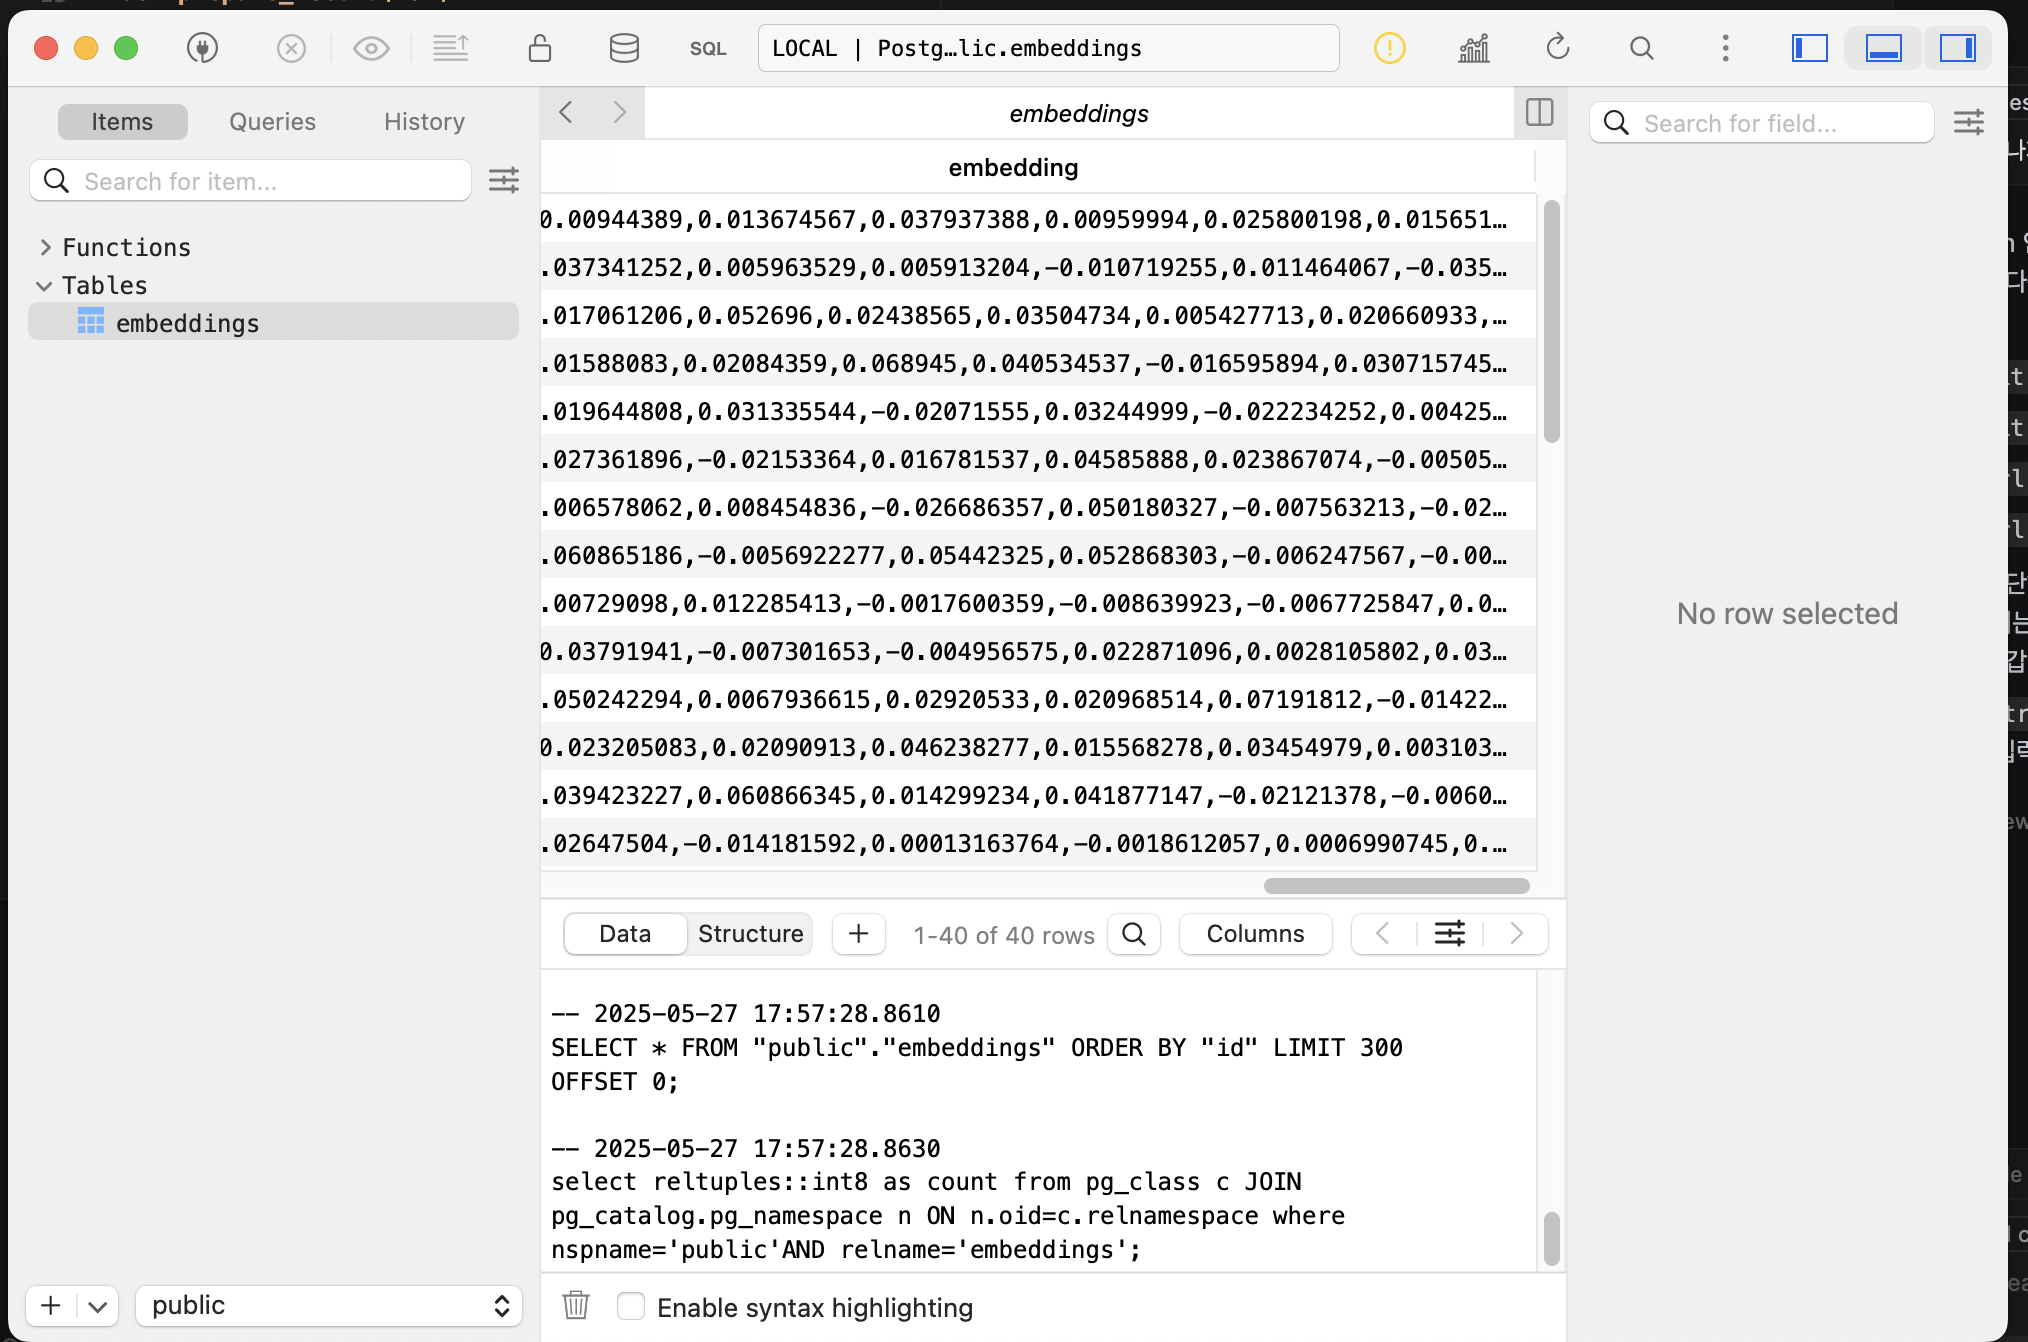 SQL
LOCAL | Postg…lic.embeddings
Items
Queries
History
Search for item...
Functions
Tables
embeddings
embeddings
embedding
0.00944389,0.013674567,0.037937388,0.00959994,0.025800198,0.015651…
.037341252,0.005963529,0.005913204,-0.010719255,0.011464067,-0.035…
.017061206,0.052696,0.02438565,0.03504734,0.005427713,0.020660933,…
.01588083,0.02084359,0.068945,0.040534537,-0.016595894,0.030715745…
.019644808,0.031335544,-0.02071555,0.03244999,-0.022234252,0.00425…
.027361896,-0.02153364,0.016781537,0.04585888,0.023867074,-0.00505…
.006578062,0.008454836,-0.026686357,0.050180327,-0.007563213,-0.02…
.060865186,-0.0056922277,0.05442325,0.052868303,-0.006247567,-0.00…
.00729098,0.012285413,-0.0017600359,-0.008639923,-0.0067725847,0.0…
0.03791941,-0.007301653,-0.004956575,0.022871096,0.0028105802,0.03…
.050242294,0.0067936615,0.02920533,0.020968514,0.07191812,-0.01422…
0.023205083,0.02090913,0.046238277,0.015568278,0.03454979,0.003103…
.039423227,0.060866345,0.014299234,0.041877147,-0.02121378,-0.0060…
.02647504,-0.014181592,0.00013163764,-0.0018612057,0.0006990745,0.…
Search for field...
No row selected
Data
Structure
1-40 of 40 rows
Columns
-- 2025-05-27 17:57:28.8610
SELECT * FROM "public"."embeddings" ORDER BY "id" LIMIT 300
OFFSET 0;
-- 2025-05-27 17:57:28.8630
select reltuples::int8 as count from pg_class c JOIN
pg_catalog.pg_namespace n ON n.oid=c.relnamespace where
nspname='public'AND relname='embeddings';
public
Enable syntax highlighting